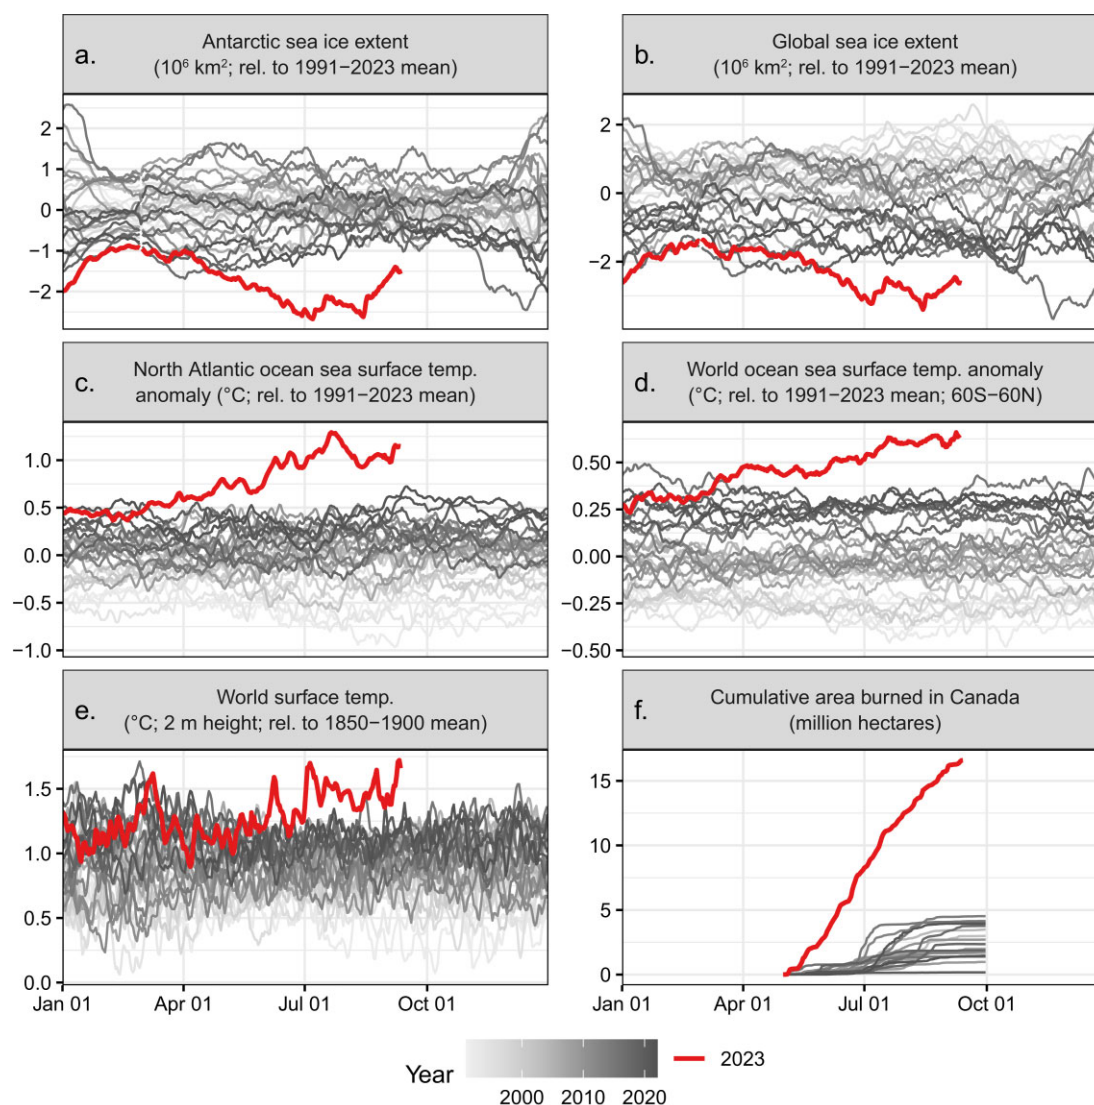 a.
Antarctic sea ice extent
(10⁶ km²; rel. to 1991−2023 mean)
b.
Global sea ice extent
(10⁶ km²; rel. to 1991−2023 mean)
2
1
0
−1
−2
2
0
−2
c.
North Atlantic ocean sea surface temp.
anomaly (°C; rel. to 1991−2023 mean)
d.
World ocean sea surface temp. anomaly
(°C; rel. to 1991−2023 mean; 60S−60N)
1.0
0.5
0.0
−0.5
−1.0
0.50
0.25
0.00
−0.25
−0.50
e.
World surface temp.
(°C; 2 m height; rel. to 1850−1900 mean)
f.
Cumulative area burned in Canada
(million hectares)
1.5
1.0
0.5
0.0
15
10
5
0
Jan 01 Apr 01 Jul 01 Oct 01
Jan 01 Apr 01 Jul 01 Oct 01
Year
2000 2010 2020
2023